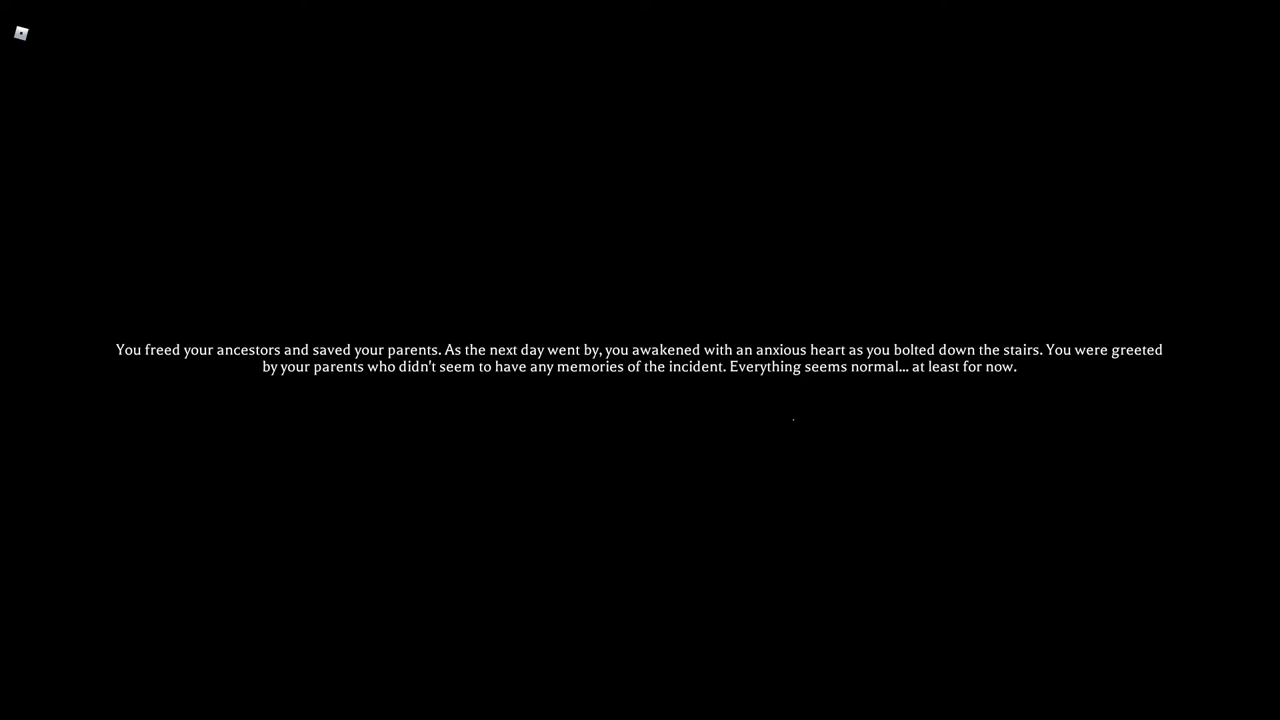 You freed your ancestors and saved your parents. As the next day went by, you awakened with an anxious heart as you bolted down the stairs. You were greeted
by your parents who didn't seem to have any memories of the incident. Everything seems normal... at least for now.